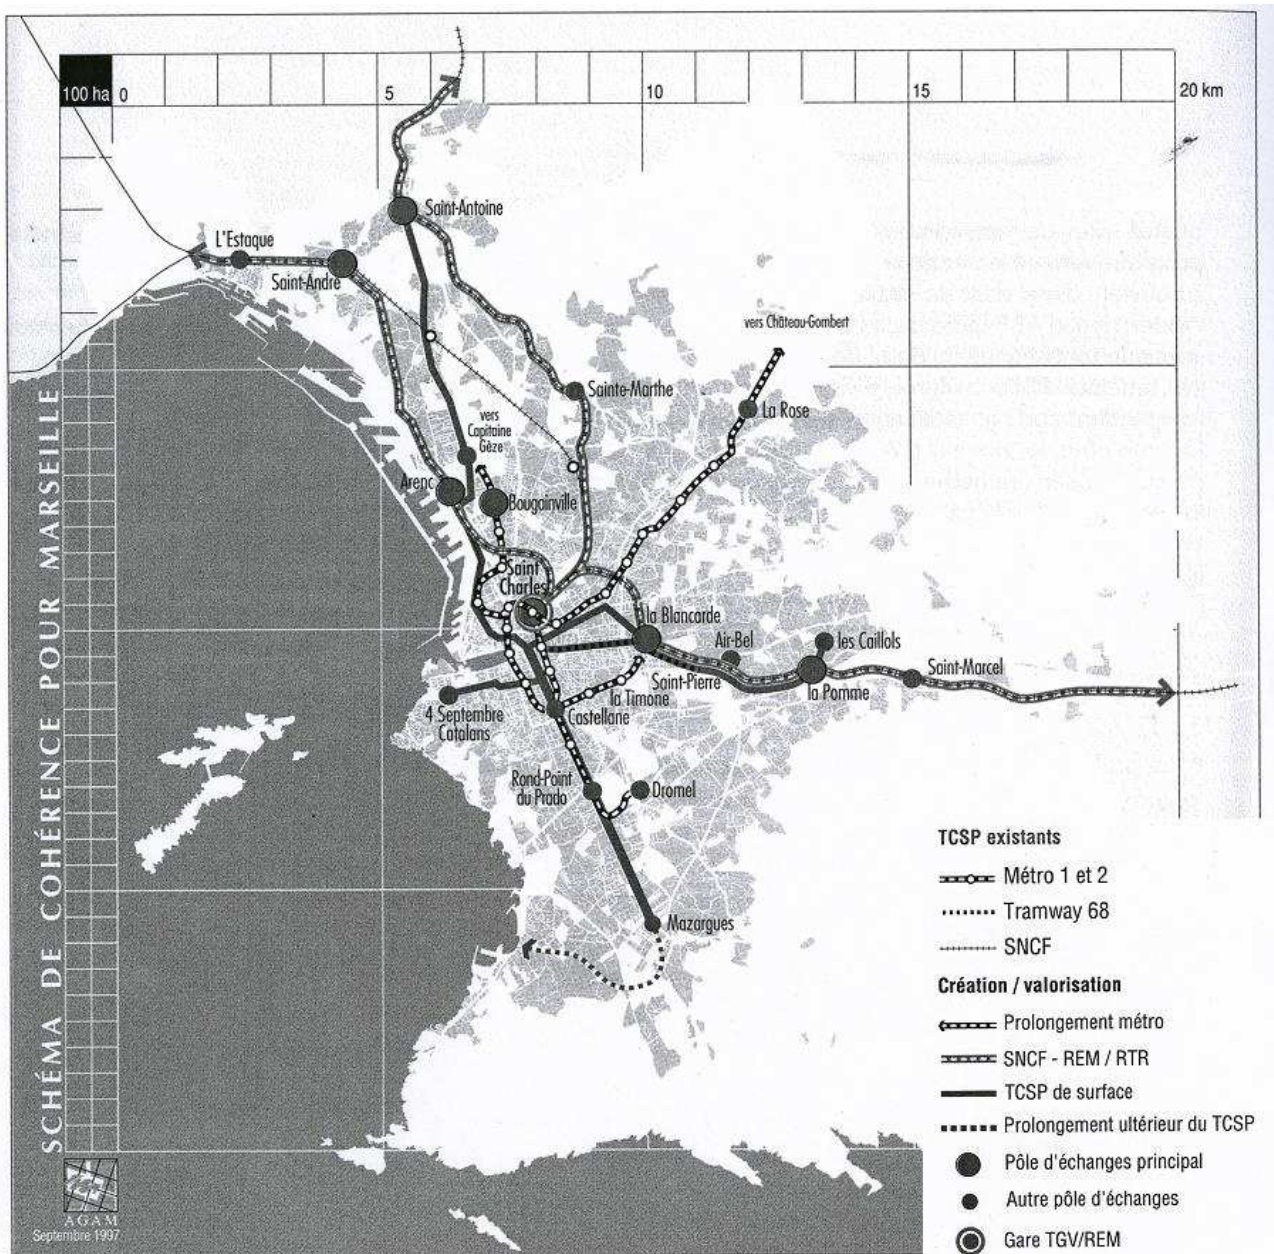 100 ha
0
5
10
15
20 km
SCHÉMA DE COHÉRENCE POUR MARSEILLE
Saint-Antoine
L'Estaque
Saint-André
vers Château-Gombert
Sainte-Marthe
La Rose
vers
Capitaine
Gèze
Arenc
Bougainville
Saint
Charles
la Blancarde
Air-Bel
les Caillols
Saint-Pierre
la Pomme
Saint-Marcel
la Timone
4 Septembre
Catalans
Castellane
Rond-Point
du Prado
Dromel
Mazargues
TCSP existants
Métro 1 et 2
Tramway 68
SNCF
Création / valorisation
Prolongement métro
SNCF - REM / RTR
TCSP de surface
Prolongement ultérieur du TCSP
Pôle d'échanges principal
Autre pôle d'échanges
Gare TGV/REM
AGAM
Septembre 1997